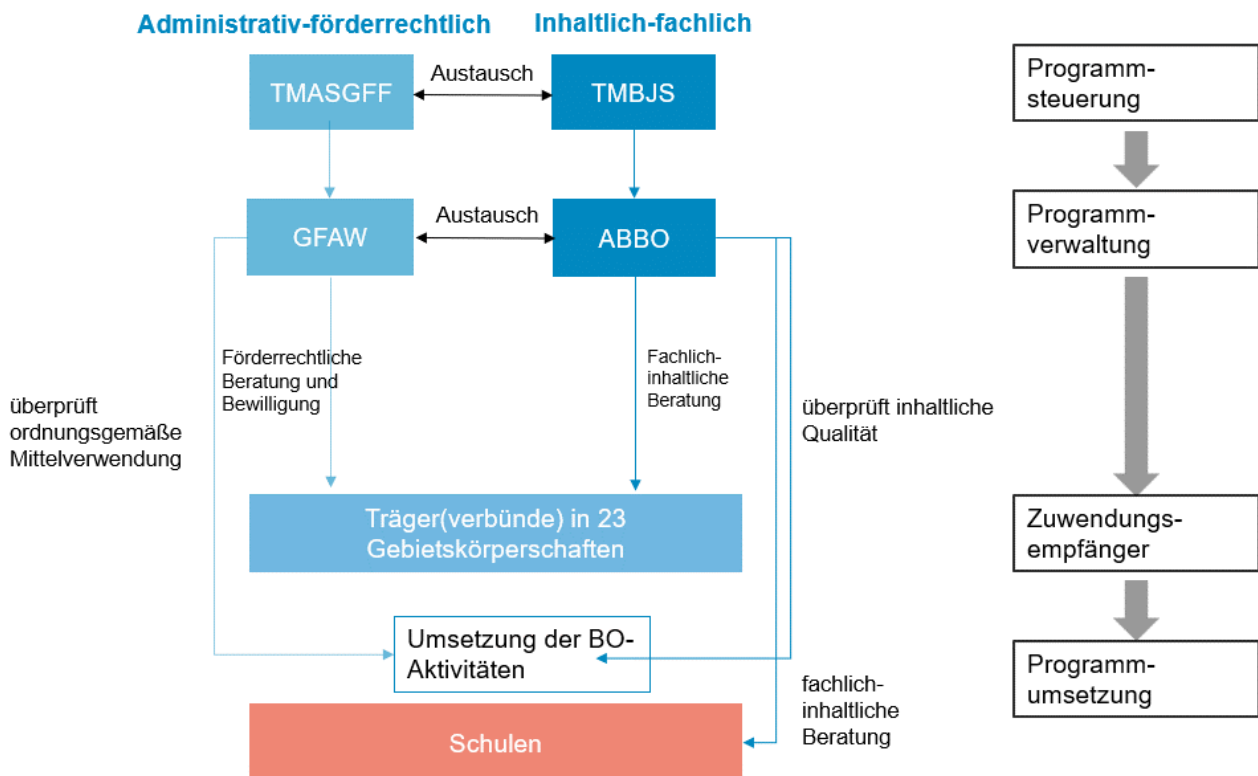 Administrativ-förderrechtlich
Inhaltlich-fachlich
TMASGFF
Austausch
TMBJS
Programm-
steuerung
GFAW
Austausch
ABBO
Programm-
verwaltung
Förderrechtliche
Beratung und
Bewilligung
Fachlich-
inhaltliche
Beratung
überprüft
ordnungsgemäße
Mittelverwendung
überprüft inhaltliche
Qualität
Träger(verbünde) in 23
Gebietskörperschaften
Zuwendungs-
empfänger
Umsetzung der BO-
Aktivitäten
Programm-
umsetzung
fachlich-
inhaltliche
Beratung
Schulen